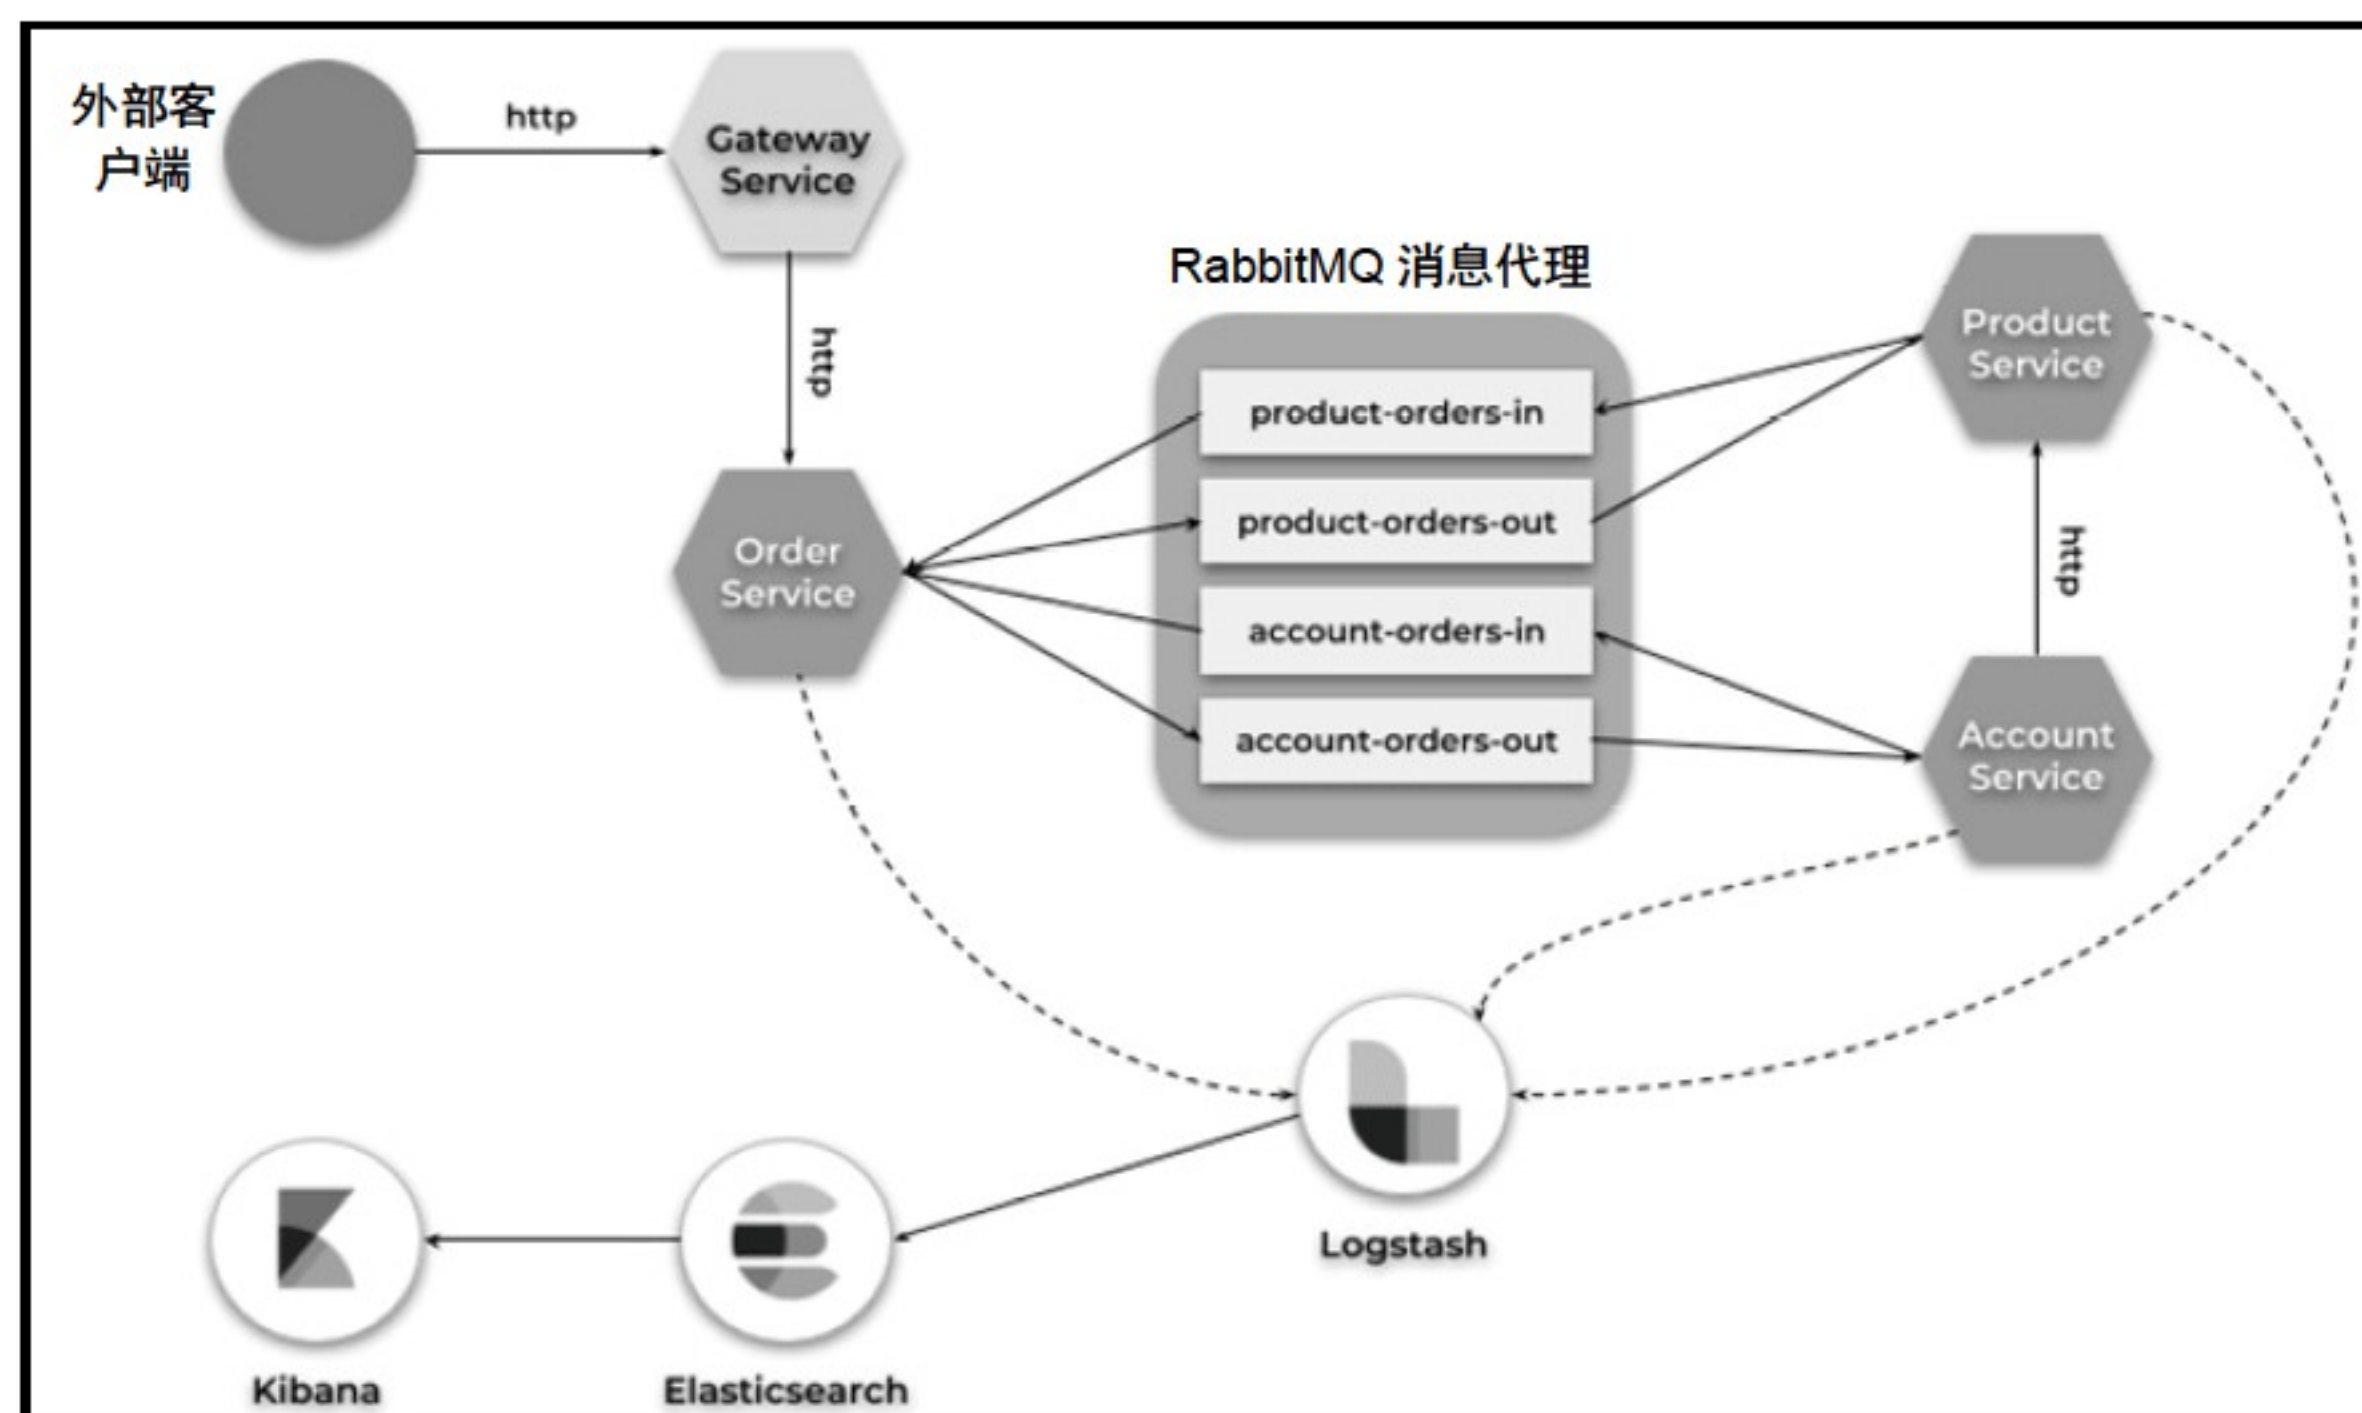 外部客
户端
http
Gateway
Service
http
RabbitMQ 消息代理
product-orders-in
product-orders-out
account-orders-in
account-orders-out
Order
Service
Product
Service
http
Account
Service
Logstash
Kibana
Elasticsearch